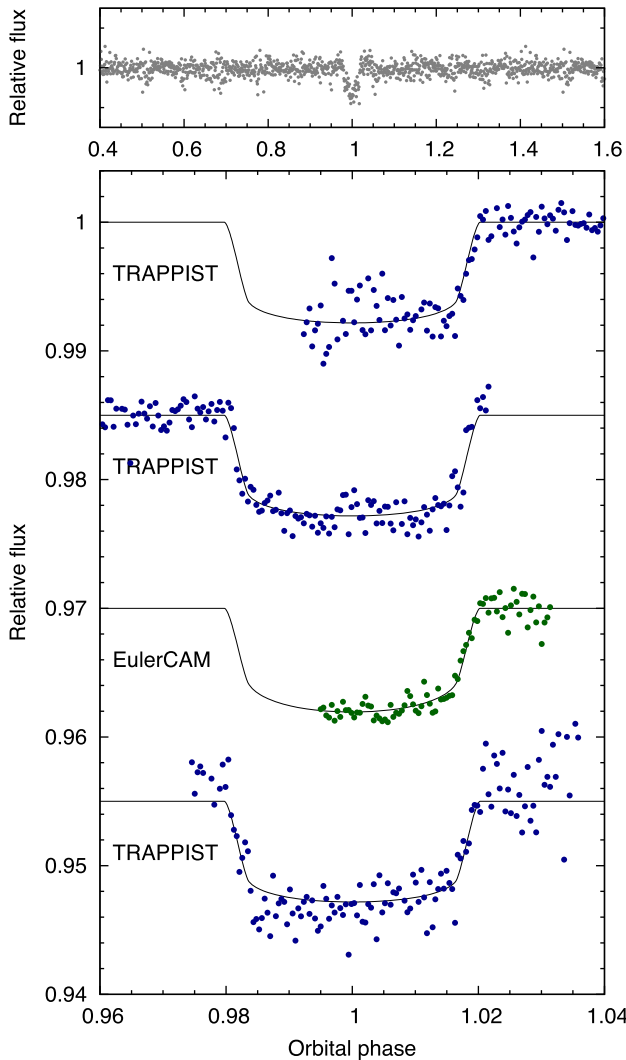 Relative flux
1
0.4 0.6 0.8 1 1.2 1.4 1.6
1
TRAPPIST
0.99
TRAPPIST
0.98
Relative flux
0.97
EulerCAM
0.96
TRAPPIST
0.95
0.94
0.96 0.98 1 1.02 1.04
Orbital phase